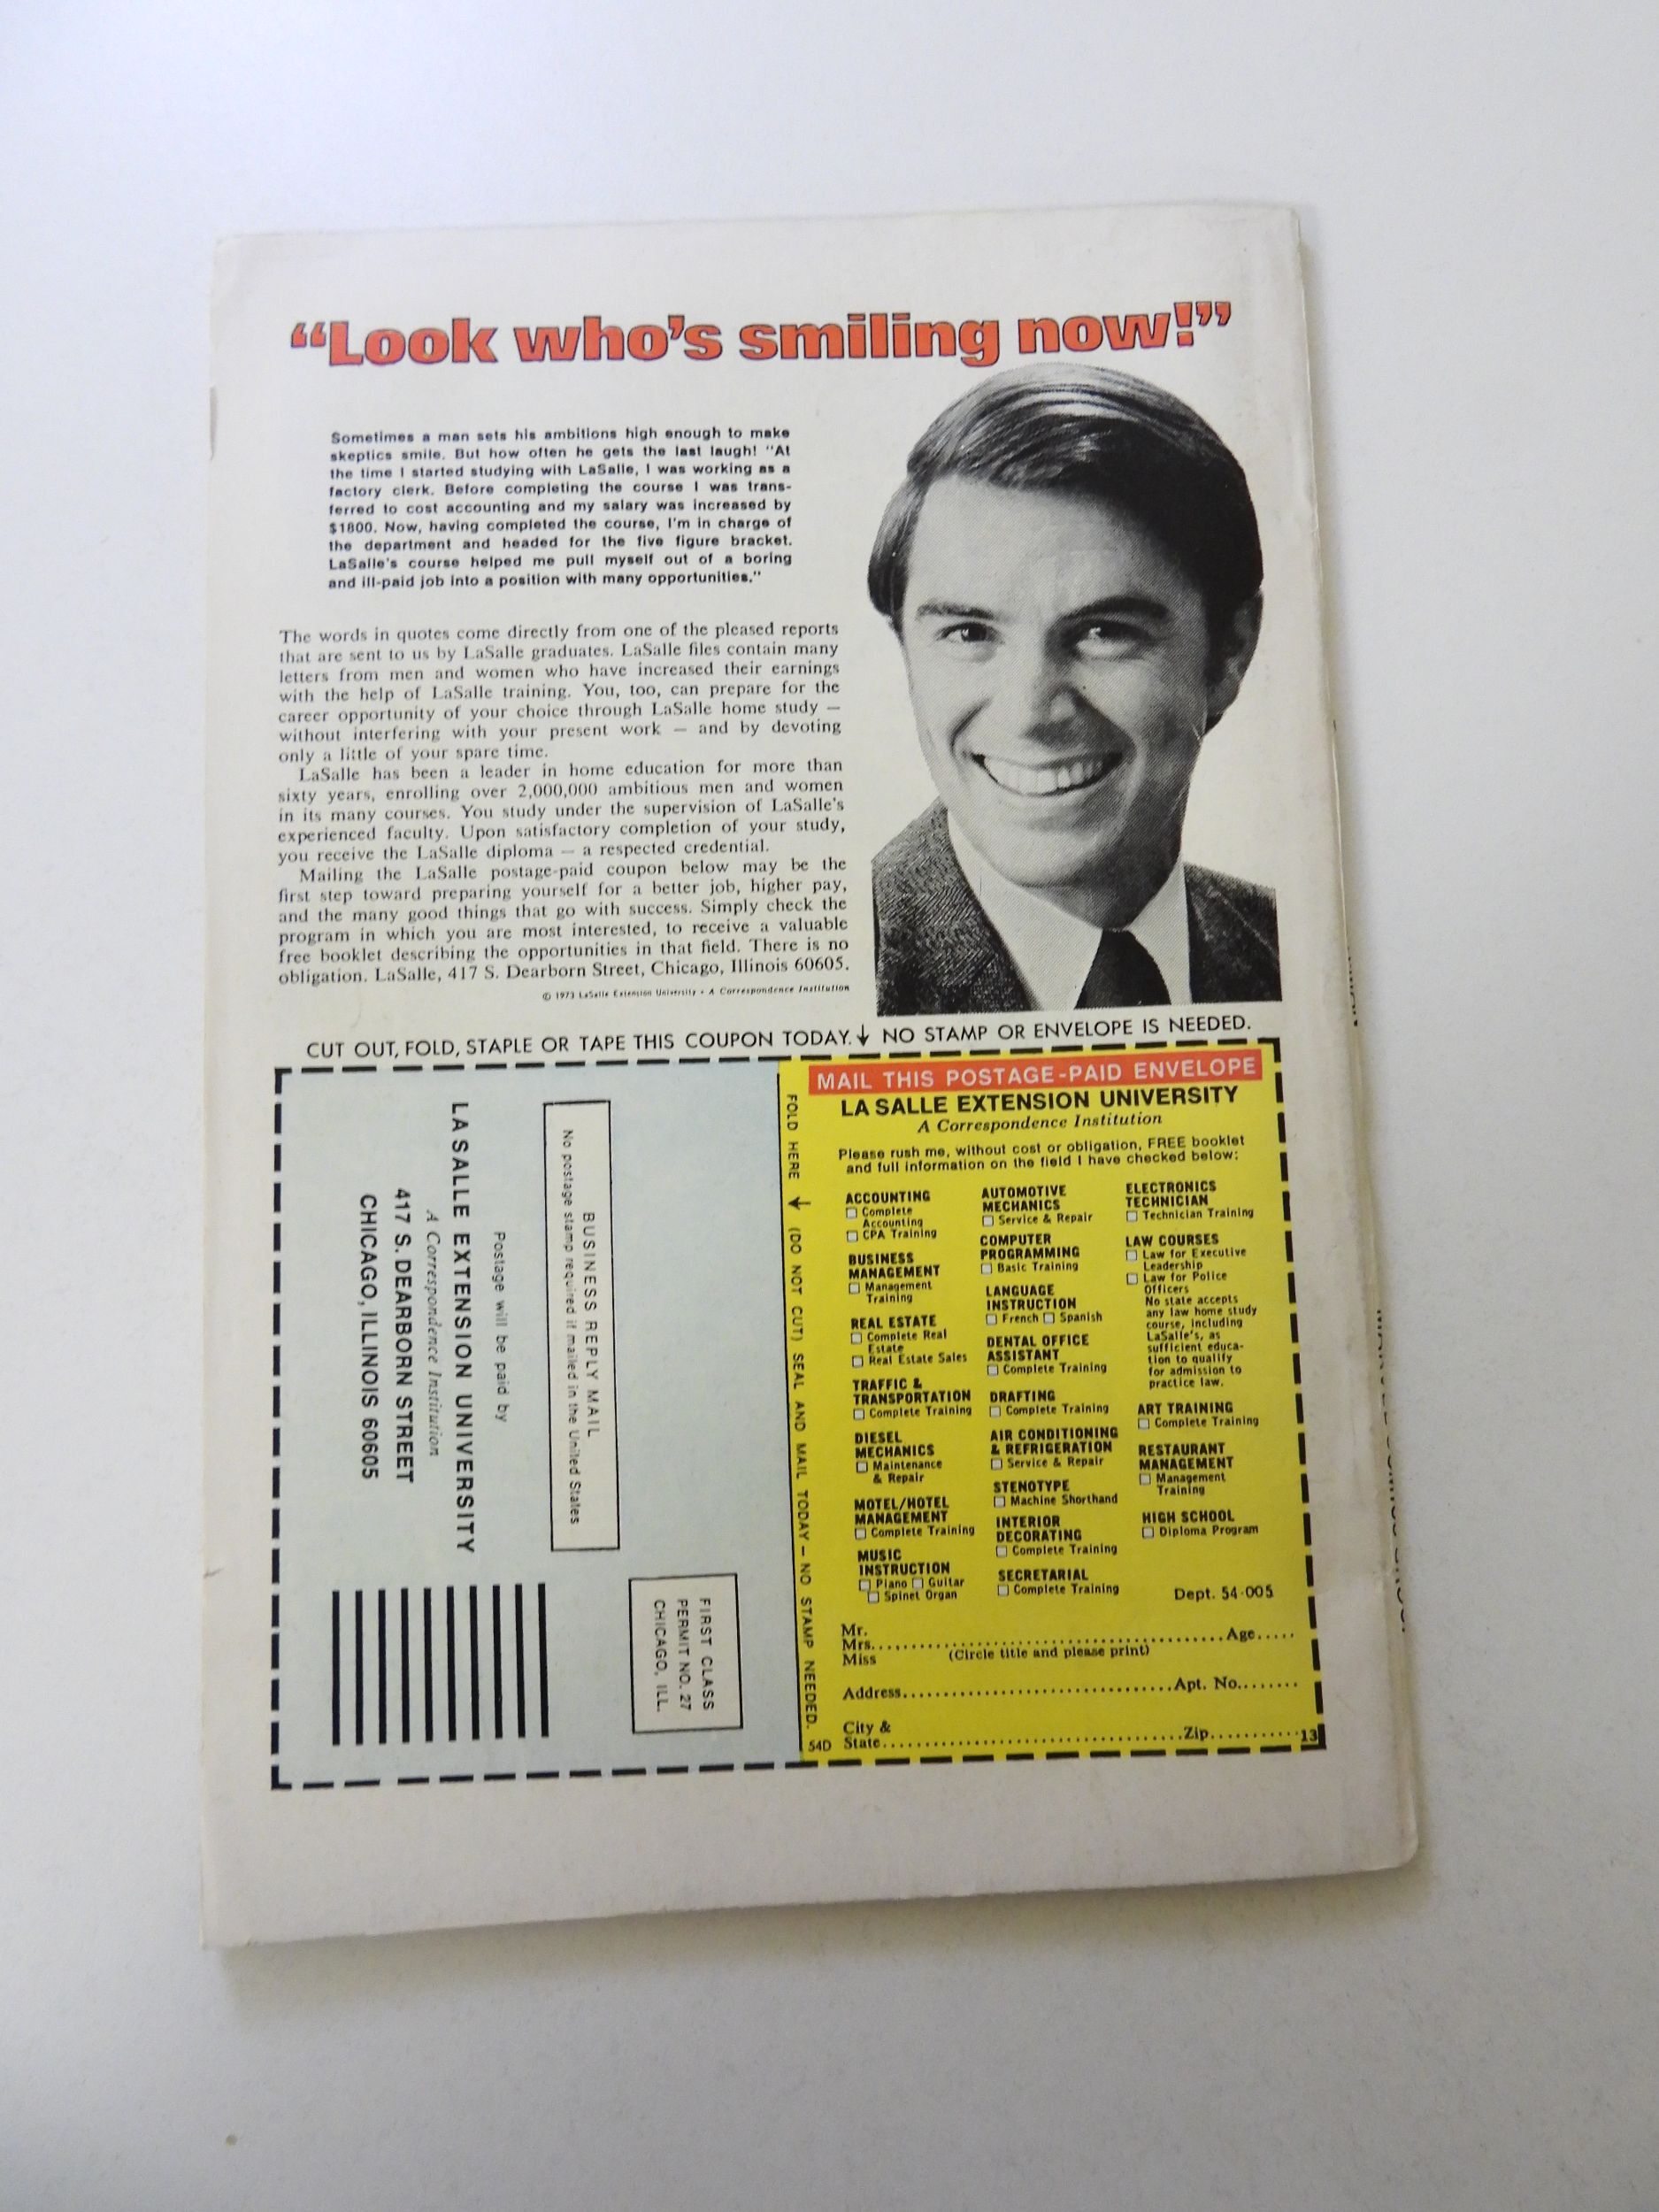 “Look who’s smiling now!”
Sometimes a man sets his ambitions high enough to make
skeptics smile. But how often he gets the last laugh! “At
the time I started studying with LaSalle, I was working as a
factory clerk. Before completing the course I was trans-
ferred to cost accounting and my salary was increased by
$1800. Now, having completed the course, I’m in charge of
the department and headed for the five figure bracket.
LaSalle’s course helped me pull myself out of a boring
and ill-paid job into a position with many opportunities.”
The words in quotes come directly from one of the pleased reports
that are sent to us by LaSalle graduates. LaSalle files contain many
letters from men and women who have increased their earnings
with the help of LaSalle training. You, too, can prepare for the
career opportunity of your choice through LaSalle home study —
without interfering with your present work — and by devoting
only a little of your spare time.
LaSalle has been a leader in home education for more than
sixty years, enrolling over 2,000,000 ambitious men and women
in its many courses. You study under the supervision of LaSalle’s
experienced faculty. Upon satisfactory completion of your study,
you receive the LaSalle diploma — a respected credential.
Mailing the LaSalle postage-paid coupon below may be the
first step toward preparing yourself for a better job, higher pay,
and the many good things that go with success. Simply check the
program in which you are most interested, to receive a valuable
free booklet describing the opportunities in that field. There is no
obligation. LaSalle, 417 S. Dearborn Street, Chicago, Illinois 60605.
© 1973 LaSalle Extension University • A Correspondence Institution
CUT OUT, FOLD, STAPLE OR TAPE THIS COUPON TODAY.↓ NO STAMP OR ENVELOPE IS NEEDED.
FIRST CLASS
PERMIT NO. 27
CHICAGO, ILL.
BUSINESS REPLY MAIL
No postage stamp required if mailed in the United States
Postage will be paid by
LA SALLE EXTENSION UNIVERSITY
A Correspondence Institution
417 S. DEARBORN STREET
CHICAGO, ILLINOIS 60605
FOLD HERE → (DO NOT CUT) SEAL AND MAIL TODAY — NO STAMP NEEDED.
MAIL THIS POSTAGE-PAID ENVELOPE
LA SALLE EXTENSION UNIVERSITY
A Correspondence Institution
Please rush me, without cost or obligation, FREE booklet
and full information on the field I have checked below:
ACCOUNTING
☐ Complete
Accounting
☐ CPA Training
BUSINESS
MANAGEMENT
☐ Management
Training
REAL ESTATE
☐ Complete Real
Estate
☐ Real Estate Sales
TRAFFIC &
TRANSPORTATION
☐ Complete Training
DIESEL
MECHANICS
☐ Maintenance
& Repair
MOTEL/HOTEL
MANAGEMENT
☐ Complete Training
MUSIC
INSTRUCTION
☐ Piano ☐ Guitar
☐ Spinet Organ
AUTOMOTIVE
MECHANICS
☐ Service & Repair
COMPUTER
PROGRAMMING
☐ Basic Training
LANGUAGE
INSTRUCTION
☐ French ☐ Spanish
DENTAL OFFICE
ASSISTANT
☐ Complete Training
DRAFTING
☐ Complete Training
AIR CONDITIONING
& REFRIGERATION
☐ Service & Repair
STENOTYPE
☐ Machine Shorthand
INTERIOR
DECORATING
☐ Complete Training
SECRETARIAL
☐ Complete Training
ELECTRONICS
TECHNICIAN
☐ Technician Training
LAW COURSES
☐ Law for Executive
Leadership
☐ Law for Police
Officers
No state accepts
any law home study
course, including
LaSalle’s, as
sufficient educa-
tion to qualify
for admission to
practice law.
ART TRAINING
☐ Complete Training
RESTAURANT
MANAGEMENT
☐ Management
Training
HIGH SCHOOL
☐ Diploma Program
Dept. 54-005
Mr.
Mrs. Age
Miss (Circle title and please print)
Address Apt. No.
City &
State Zip 13
54D